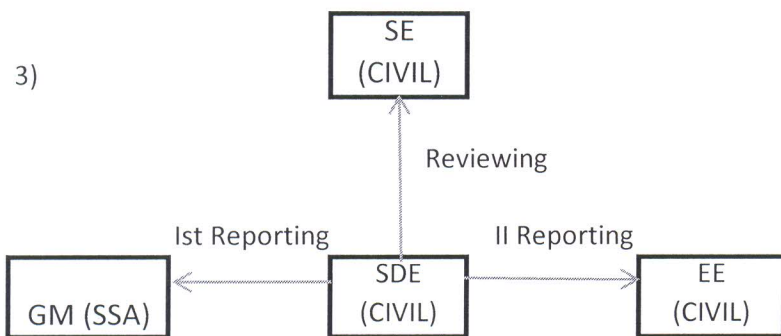 SE
(CIVIL)
3)
Reviewing
Ist Reporting
II Reporting
GM (SSA)
SDE
(CIVIL)
EE
(CIVIL)